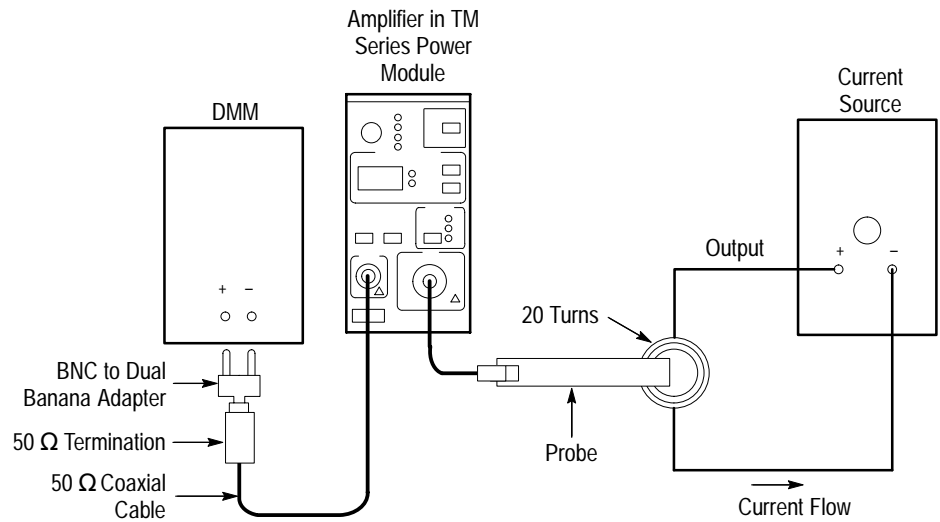 Amplifier in TM
Series Power
Module
DMM
Current
Source
+ −
Output
+ −
20 Turns
BNC to Dual
Banana Adapter
50 Ω Termination
50 Ω Coaxial
Cable
Probe
Current Flow